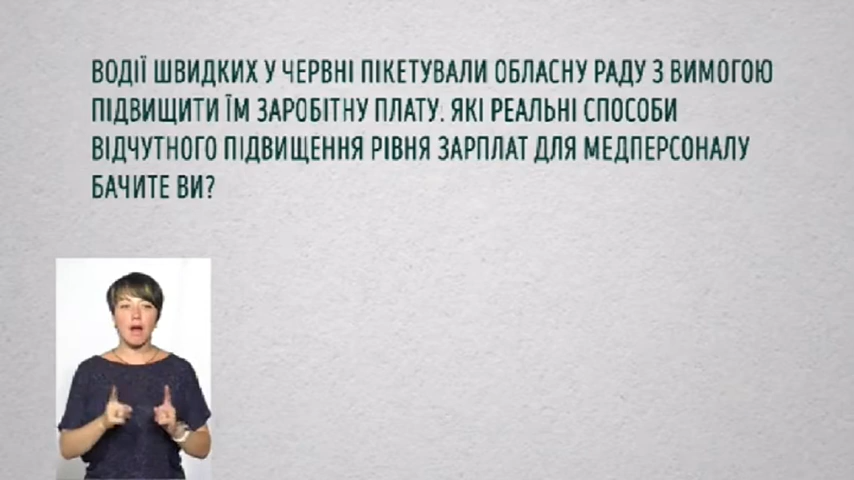 ВОДІЇ ШВИДКИХ У ЧЕРВНІ ПІКЕТУВАЛИ ОБЛАСНУ РАДУ З ВИМОГОЮ
ПІДВИЩИТИ ЇМ ЗАРОБІТНУ ПЛАТУ. ЯКІ РЕАЛЬНІ СПОСОБИ
ВІДЧУТНОГО ПІДВИЩЕННЯ РІВНЯ ЗАРПЛАТ ДЛЯ МЕДПЕРСОНАЛУ
БАЧИТЕ ВИ?